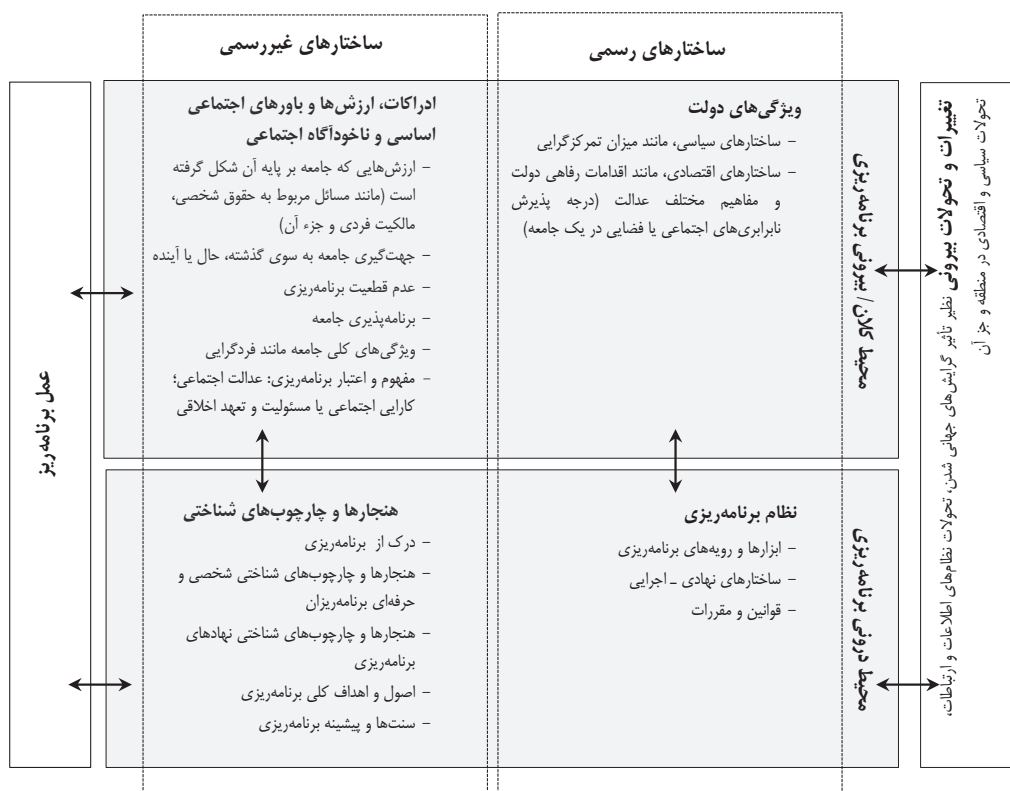 ساختارهای رسمی
ساختارهای غیررسمی
تغییرات و تحولات بیرونی نظیر تأثیر گرایش‌های جهانی شدن، تحولات نظام‌های اطلاعات و ارتباطات،
تحولات سیاسی و اقتصادی در منطقه و جز آن
محیط کلان/ بیرونی برنامه‌ریزی
ویژگی‌های دولت
- ساختارهای سیاسی، مانند میزان تمرکزگرایی
- ساختارهای اقتصادی، مانند اقدامات رفاهی دولت
و مفاهیم مختلف عدالت (درجه پذیرش
نابرابری‌های اجتماعی یا فضایی در یک جامعه)
ادراکات، ارزش‌ها و باورهای اجتماعی
اساسی و ناخودآگاه اجتماعی
- ارزش‌هایی که جامعه بر پایه آن شکل گرفته
است (مانند مسائل مربوط به حقوق شخصی،
مالکیت فردی و جزء آن)
- جهت‌گیری جامعه به سوی گذشته، حال یا آینده
- عدم قطعیت برنامه‌ریزی
- برنامه‌پذیری جامعه
- ویژگی‌های کلی جامعه مانند فردگرایی
- مفهوم و اعتبار برنامه‌ریزی: عدالت اجتماعی؛
کارایی اجتماعی یا مسئولیت و تعهد اخلاقی
محیط درونی برنامه‌ریزی
نظام برنامه‌ریزی
- ابزارها و رویه‌های برنامه‌ریزی
- ساختارهای نهادی ـ اجرایی
- قوانین و مقررات
هنجارها و چارچوب‌های شناختی
- درک از برنامه‌ریزی
- هنجارها و چارچوب‌های شناختی شخصی و
حرفه‌ای برنامه‌ریزان
- هنجارها و چارچوب‌های شناختی نهادهای
برنامه‌ریزی
- اصول و اهداف کلی برنامه‌ریزی
- سنت‌ها و پیشینه برنامه‌ریزی
عمل برنامه‌ریز